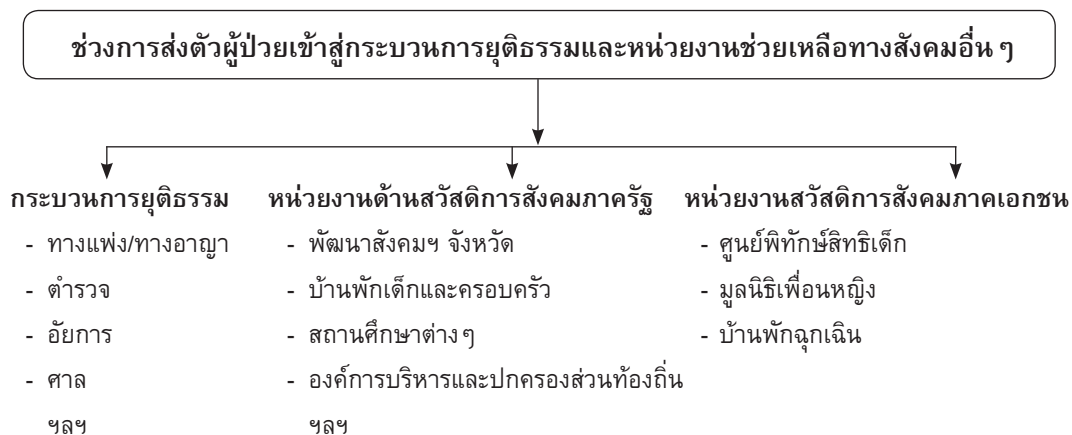 ช่วงการส่งตัวผู้ป่วยเข้าสู่กระบวนการยุติธรรมและหน่วยงานช่วยเหลือทางสังคมอื่น ๆ
กระบวนการยุติธรรม
- ทางแพ่ง/ทางอาญา
- ตำรวจ
- อัยการ
- ศาล
ฯลฯ
หน่วยงานด้านสวัสดิการสังคมภาครัฐ
- พัฒนาสังคมฯ จังหวัด
- บ้านพักเด็กและครอบครัว
- สถานศึกษาต่าง ๆ
- องค์การบริหารและปกครองส่วนท้องถิ่น
ฯลฯ
หน่วยงานสวัสดิการสังคมภาคเอกชน
- ศูนย์พิทักษ์สิทธิเด็ก
- มูลนิธิเพื่อนหญิง
- บ้านพักฉุกเฉิน